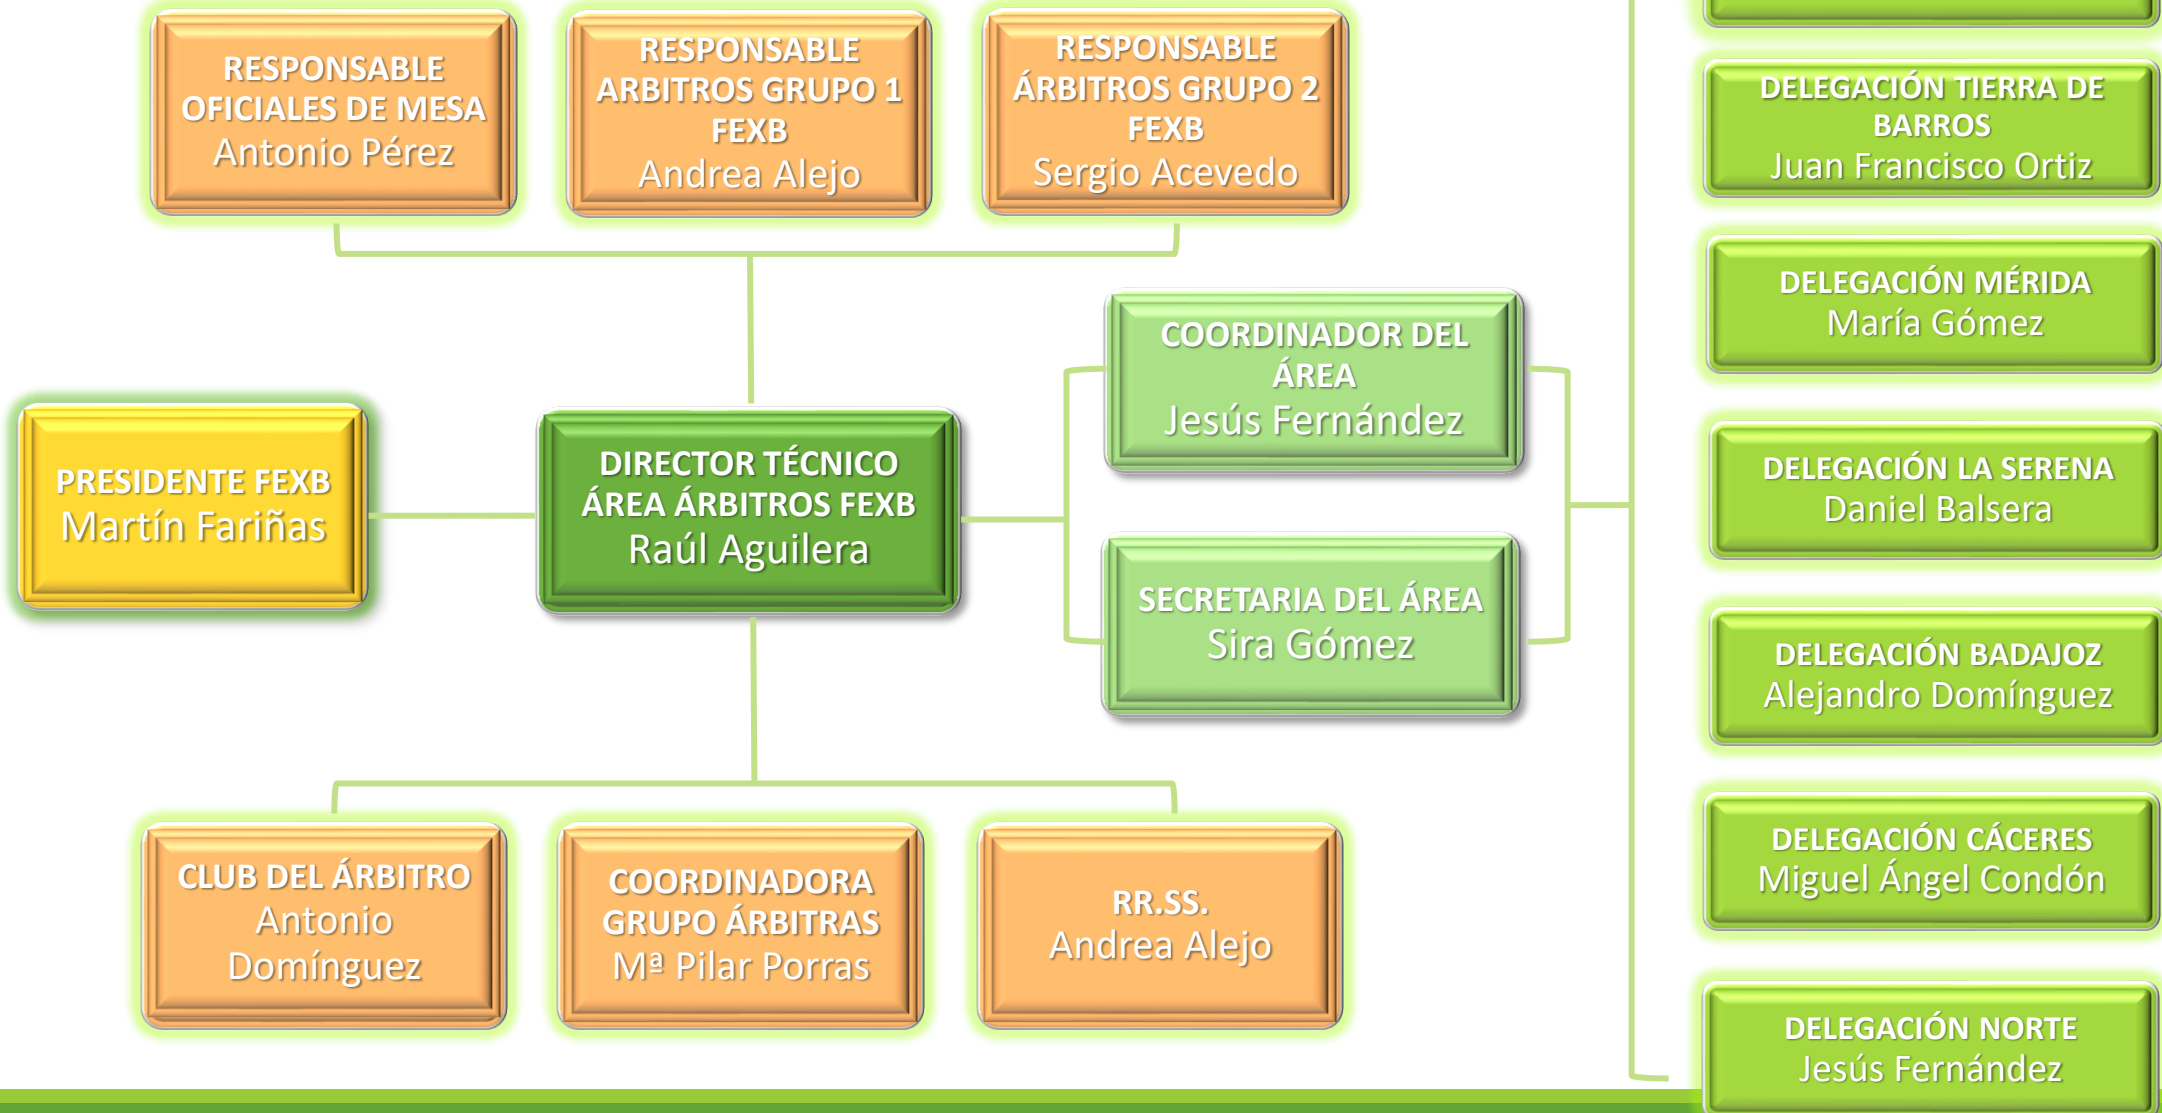 RESPONSABLE
OFICIALES DE MESA
Antonio Pérez
RESPONSABLE
ARBITROS GRUPO 1
FEXB
Andrea Alejo
RESPONSABLE
ÁRBITROS GRUPO 2
FEXB
Sergio Acevedo
PRESIDENTE FEXB
Martín Fariñas
DIRECTOR TÉCNICO
ÁREA ÁRBITROS FEXB
Raúl Aguilera
COORDINADOR DEL
ÁREA
Jesús Fernández
SECRETARIA DEL ÁREA
Sira Gómez
CLUB DEL ÁRBITRO
Antonio
Domínguez
COORDINADORA
GRUPO ÁRBITRAS
Mª Pilar Porras
RR.SS.
Andrea Alejo
DELEGACIÓN TIERRA DE
BARROS
Juan Francisco Ortiz
DELEGACIÓN MÉRIDA
María Gómez
DELEGACIÓN LA SERENA
Daniel Balsera
DELEGACIÓN BADAJOZ
Alejandro Domínguez
DELEGACIÓN CÁCERES
Miguel Ángel Condón
DELEGACIÓN NORTE
Jesús Fernández